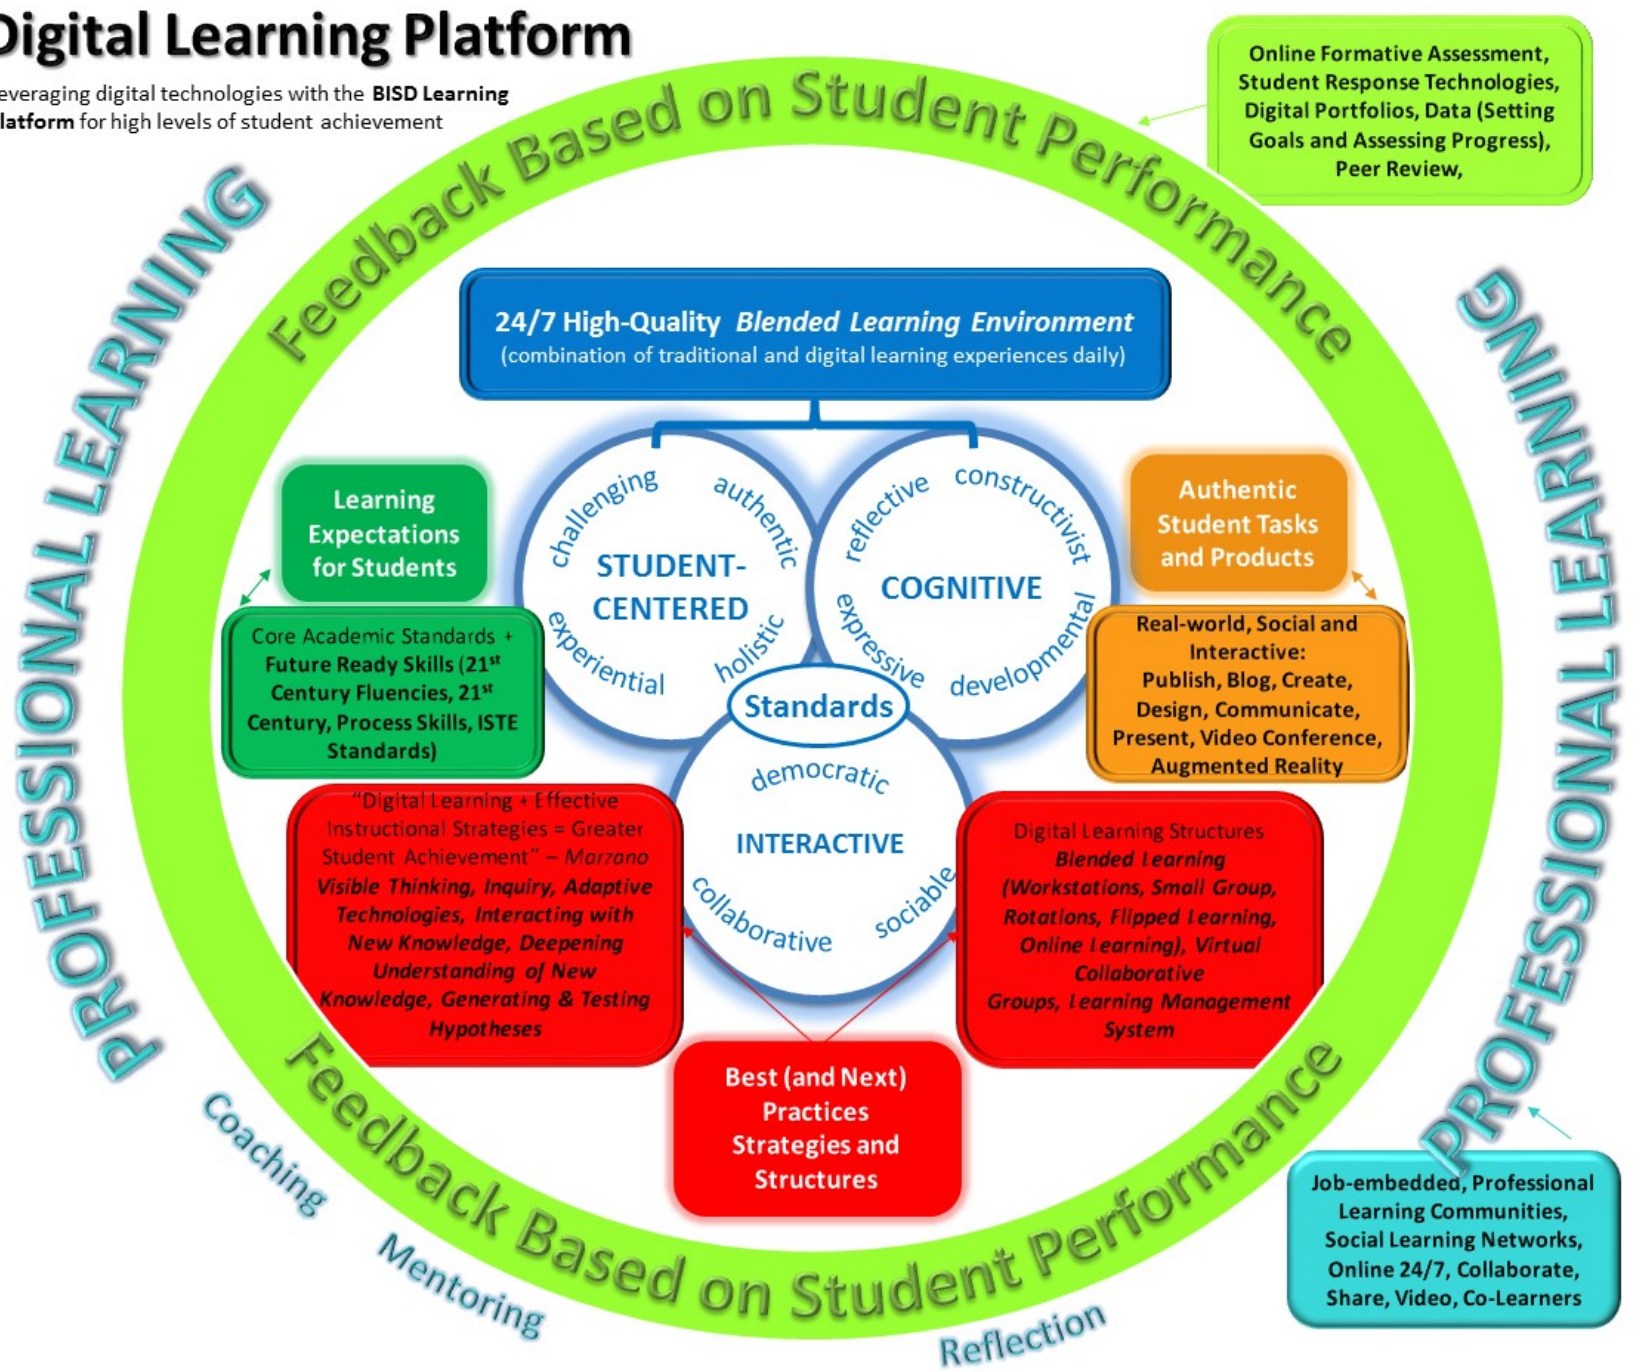 Digital Learning Platform
everaging digital technologies with the BISD Learning
latform for high levels of student achievement
Online Formative Assessment,
Student Response Technologies,
Digital Portfolios, Data (Setting
Goals and Assessing Progress),
Peer Review,
Feedback Based on Student Performance
PROFESSIONAL LEARNING
PROFESSIONAL LEARNING
24/7 High-Quality Blended Learning Environment
(combination of traditional and digital learning experiences daily)
Learning
Expectations
for Students
Core Academic Standards +
Future Ready Skills (21st
Century Fluencies, 21st
Century, Process Skills, ISTE
Standards)
challenging
authentic
STUDENT-
CENTERED
experiential
holistic
reflective
constructivist
COGNITIVE
expressive
developmental
Authentic
Student Tasks
and Products
Real-world, Social and
Interactive:
Publish, Blog, Create,
Design, Communicate,
Present, Video Conference,
Augmented Reality
Standards
democratic
INTERACTIVE
collaborative
sociable
"Digital Learning + Effective
Instructional Strategies = Greater
Student Achievement" – Marzano
Visible Thinking, Inquiry, Adaptive
Technologies, Interacting with
New Knowledge, Deepening
Understanding of New
Knowledge, Generating & Testing
Hypotheses
Digital Learning Structures
Blended Learning
(Workstations, Small Group,
Rotations, Flipped Learning,
Online Learning), Virtual
Collaborative
Groups, Learning Management
System
Best (and Next)
Practices
Strategies and
Structures
Feedback Based on Student Performance
Coaching
Mentoring
Reflection
Job-embedded, Professional
Learning Communities,
Social Learning Networks,
Online 24/7, Collaborate,
Share, Video, Co-Learners